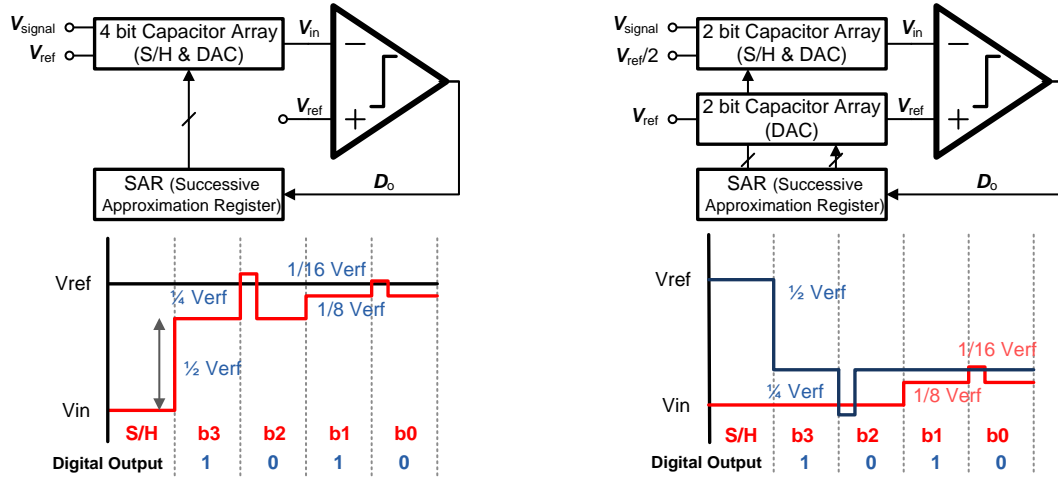 Vsignal
Vref
4 bit Capacitor Array
(S/H & DAC)
Vin
−
Vref
+
SAR (Successive
Approximation Register)
Do
Vref
1/16 Verf
¼ Verf
1/8 Verf
½ Verf
Vin
S/H b3 b2 b1 b0
Digital Output 1 0 1 0
Vsignal
Vref/2
2 bit Capacitor Array
(S/H & DAC)
Vin
−
Vref
2 bit Capacitor Array
(DAC)
Vref
+
SAR (Successive
Approximation Register)
Do
Vref
½ Verf
1/16 Verf
¼ Verf
1/8 Verf
Vin
S/H b3 b2 b1 b0
Digital Output 1 0 1 0